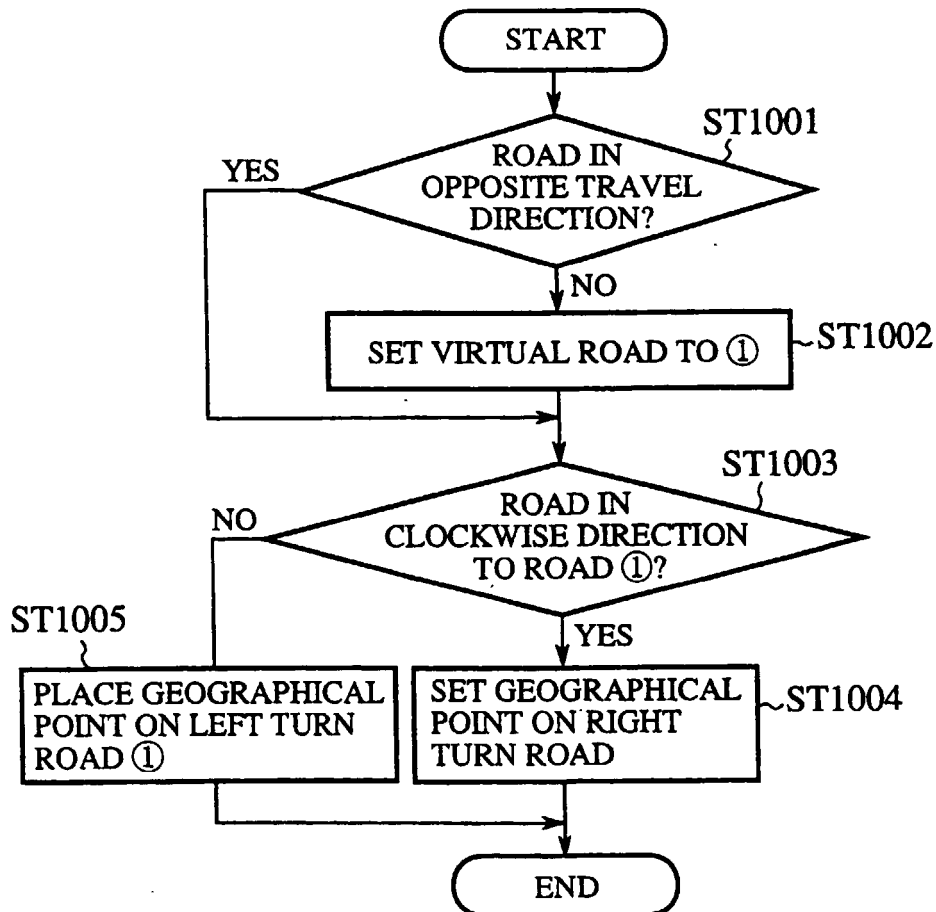 START
ST1001
ROAD IN
OPPOSITE TRAVEL
DIRECTION?
YES
NO
SET VIRTUAL ROAD TO ①
ST1002
ST1003
ROAD IN
CLOCKWISE DIRECTION
TO ROAD ①?
NO
YES
ST1005
PLACE GEOGRAPHICAL
POINT ON LEFT TURN
ROAD ①
SET GEOGRAPHICAL
POINT ON RIGHT
TURN ROAD
ST1004
END